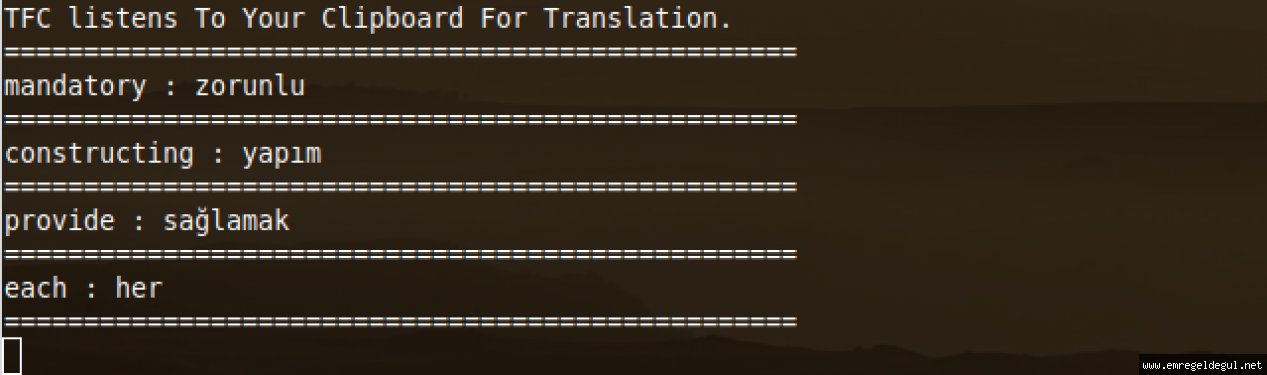 TFC listens To Your Clipboard For Translation.
==================================================
mandatory : zorunlu
==================================================
constructing : yapım
==================================================
provide : sağlamak
==================================================
each : her
==================================================
www.emregeldegul.net